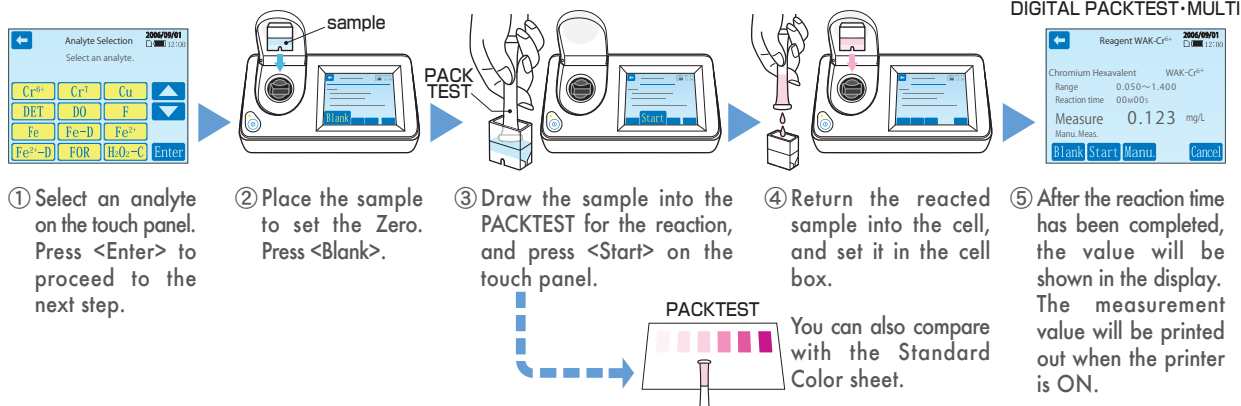 DIGITAL PACKTEST・MULTI
Analyte Selection 2006/09/01
12:00
Select an analyte.
Cr⁶⁺ Crᵀ Cu
DET DO F
Fe Fe-D Fe²⁺
Fe²⁺-D FOR H₂O₂-C Enter
sample
Blank
PACK
TEST
Start
Reagent WAK-Cr⁶⁺ 2006/09/01
12:00
Chromium Hexavalent WAK-Cr⁶⁺
Range 0.050～1.400
Reaction time 00M00s
Measure 0.123 mg/L
Manu. Meas.
Blank Start Manu. Cancel
① Select an analyte
on the touch panel.
Press <Enter> to
proceed to the
next step.
② Place the sample
to set the Zero.
Press <Blank>.
③ Draw the sample into the
PACKTEST for the reaction,
and press <Start> on the
touch panel.
④ Return the reacted
sample into the cell,
and set it in the cell
box.
⑤ After the reaction time
has been completed,
the value will be
shown in the display.
The measurement
value will be printed
out when the printer
is ON.
PACKTEST
You can also compare
with the Standard
Color sheet.